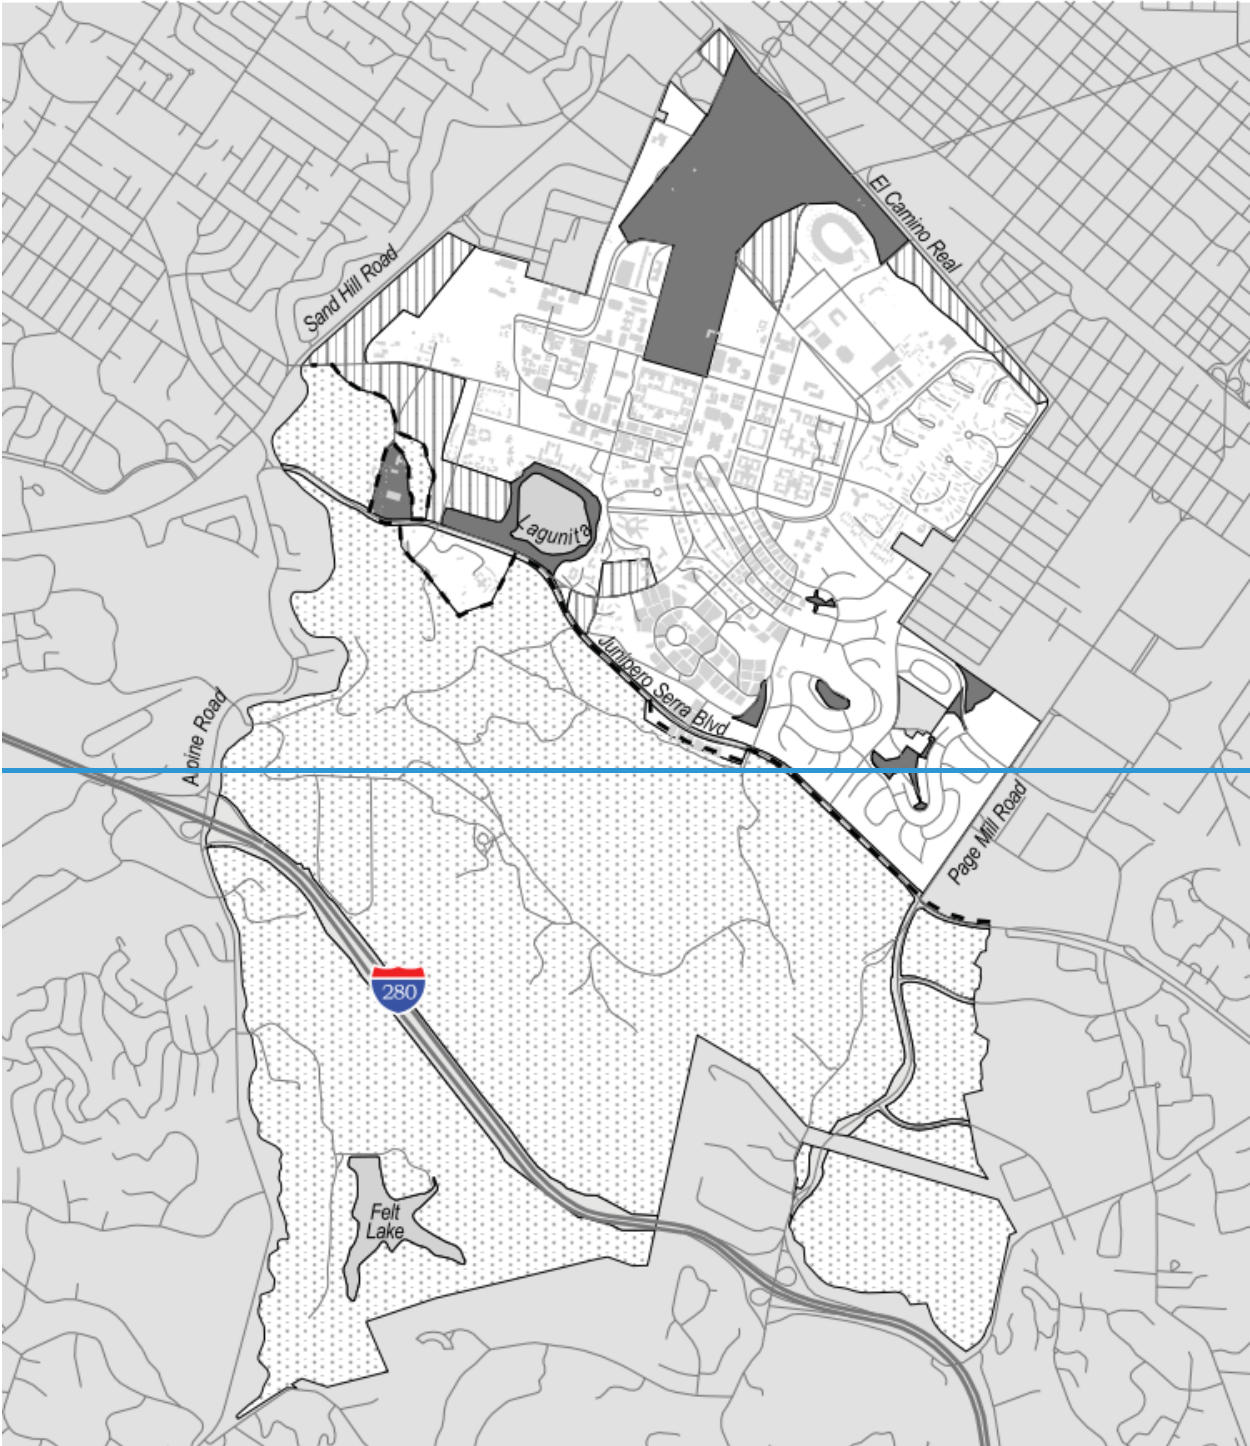 El Camino Real
Sand Hill Road
Lagunita
Junipero Serra Blvd
Alpine Road
Page Mill Road
280
Felt
Lake